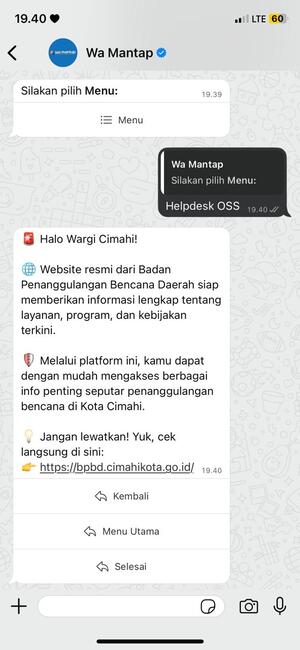 19.40
LTE 60
Wa Mantap
Silakan pilih Menu:
19.39
Menu
Wa Mantap
Silakan pilih Menu:
Helpdesk OSS 19.40
Halo Wargi Cimahi!
Website resmi dari Badan
Penanggulangan Bencana Daerah siap
memberikan informasi lengkap tentang
layanan, program, dan kebijakan
terkini.
Melalui platform ini, kamu dapat
dengan mudah mengakses berbagai
info penting seputar penanggulangan
bencana di Kota Cimahi.
Jangan lewatkan! Yuk, cek
langsung di sini:
https://bpbd.cimahikota.go.id/ 19.40
Kembali
Menu Utama
Selesai